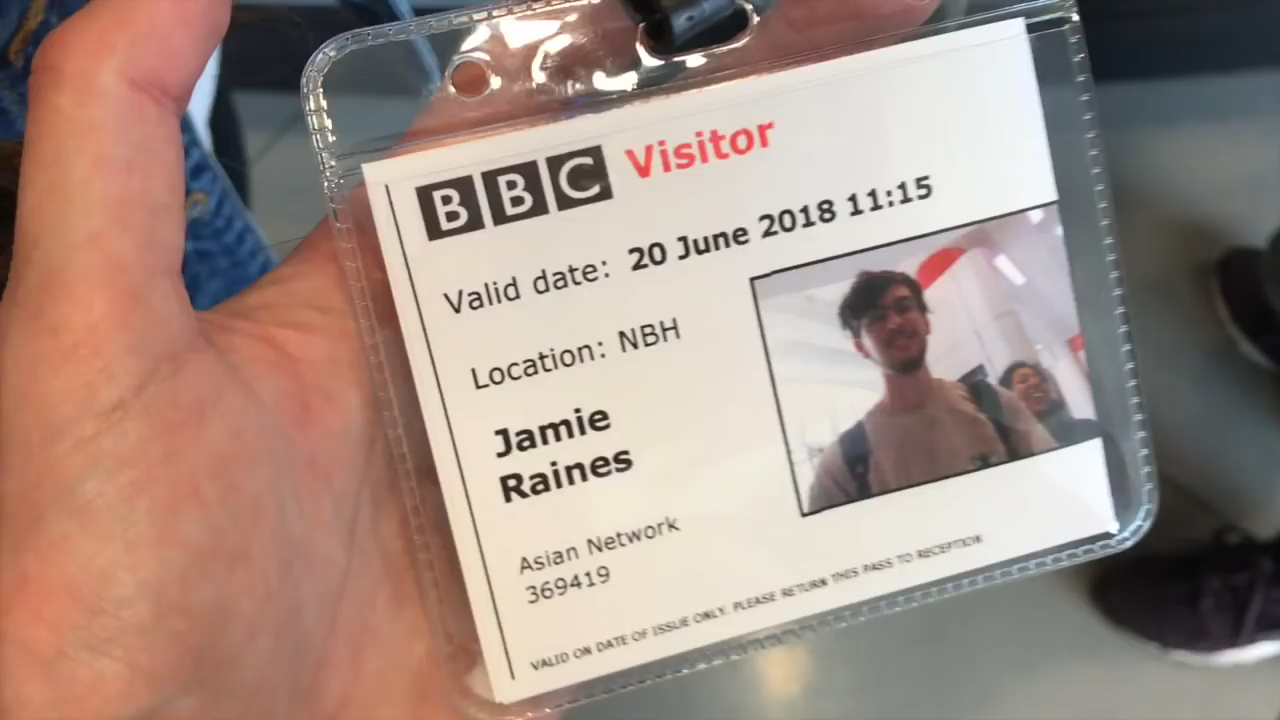 BBC Visitor
Valid date: 20 June 2018 11:15
Location: NBH
Jamie
Raines
Asian Network
369419
VALID ON DATE OF ISSUE ONLY. PLEASE RETURN THIS PASS TO RECEPTION